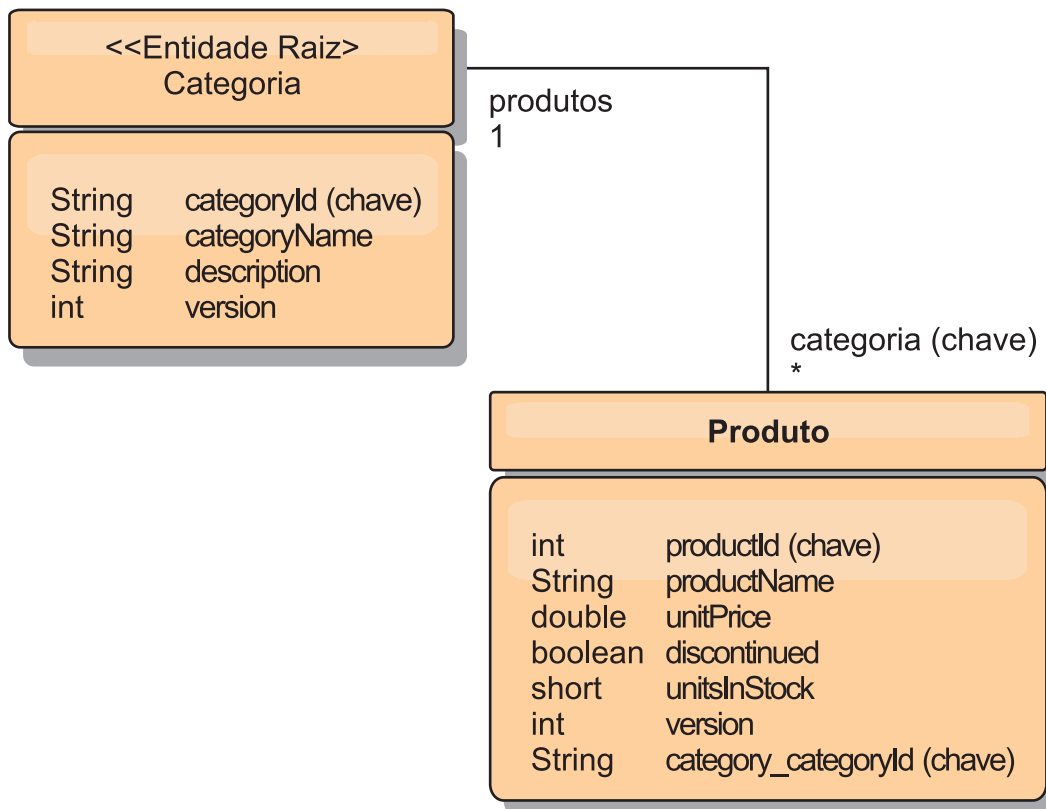 <<Entidade Raiz>
Categoria
produtos
1
String categoryId (chave)
String categoryName
String description
int version
categoria (chave)
*
Produto
int productId (chave)
String productName
double unitPrice
boolean discontinued
short unitsInStock
int version
String category_categoryId (chave)